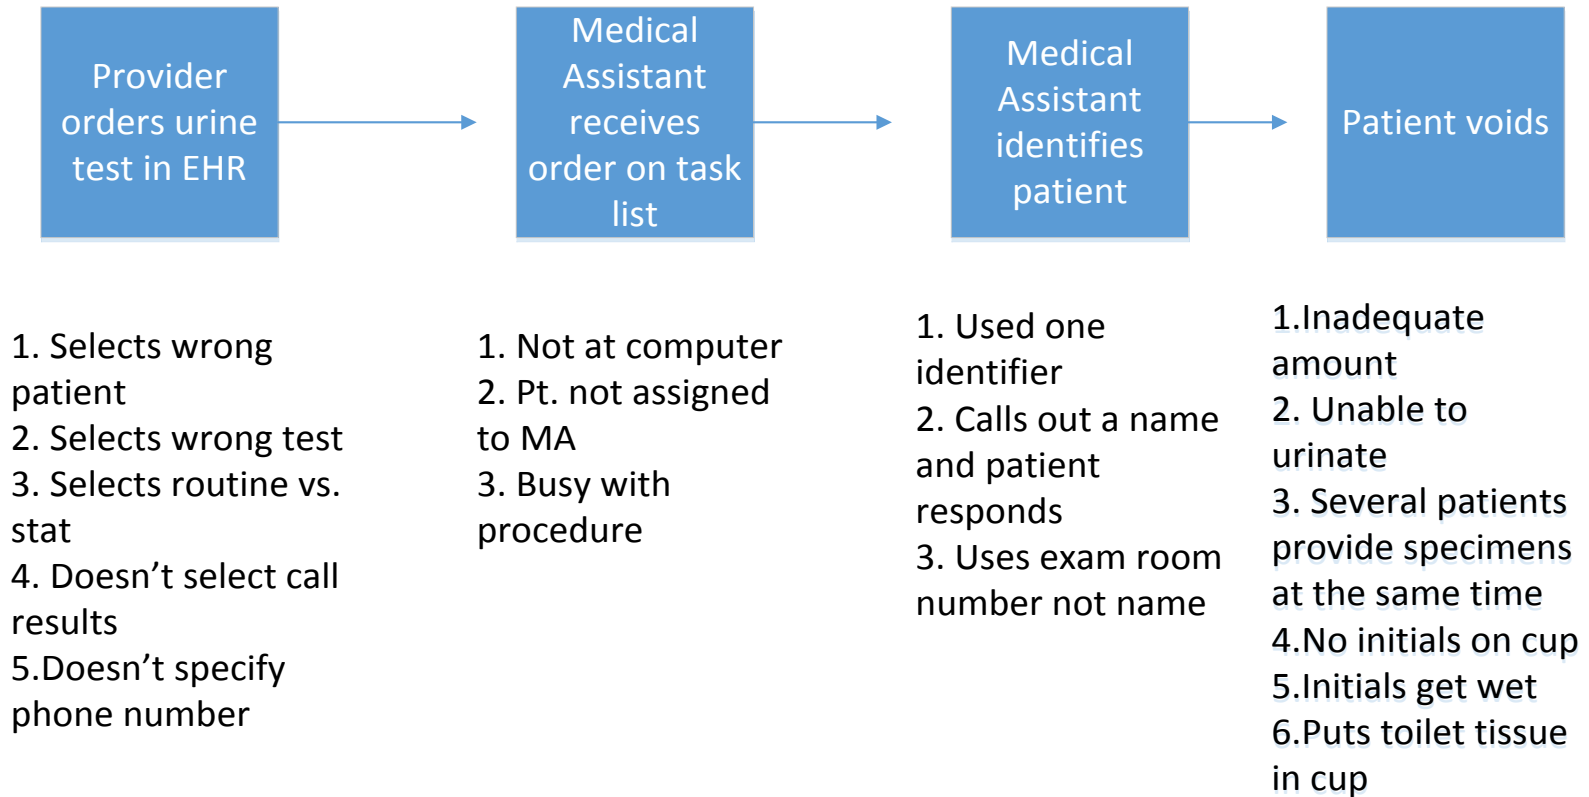 Provider
orders urine
test in EHR
Medical
Assistant
receives
order on task
list
Medical
Assistant
identifies
patient
Patient voids
1. Selects wrong
patient
2. Selects wrong test
3. Selects routine vs.
stat
4. Doesn’t select call
results
5.Doesn’t specify
phone number
1. Not at computer
2. Pt. not assigned
to MA
3. Busy with
procedure
1. Used one
identifier
2. Calls out a name
and patient
responds
3. Uses exam room
number not name
1.Inadequate
amount
2. Unable to
urinate
3. Several patients
provide specimens
at the same time
4.No initials on cup
5.Initials get wet
6.Puts toilet tissue
in cup